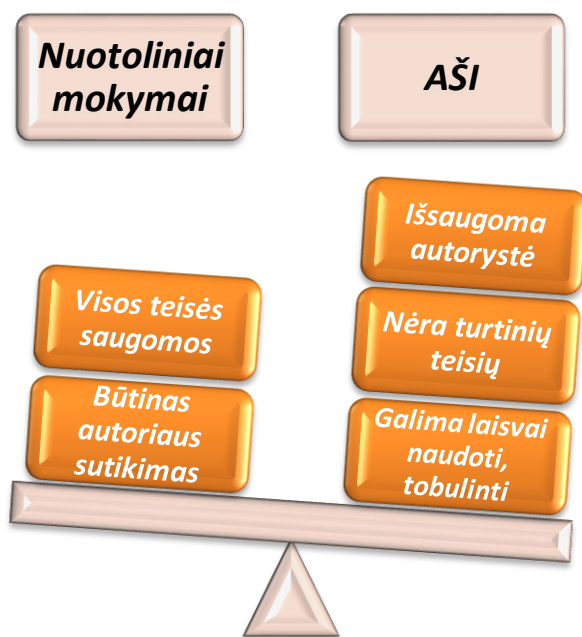 Nuotoliniai
mokymai
AŠI
Visos teisės
saugomos
Būtinas
autoriaus
sutikimas
Išsaugoma
autorystė
Nėra turtinių
teisių
Galima laisvai
naudoti,
tobulinti